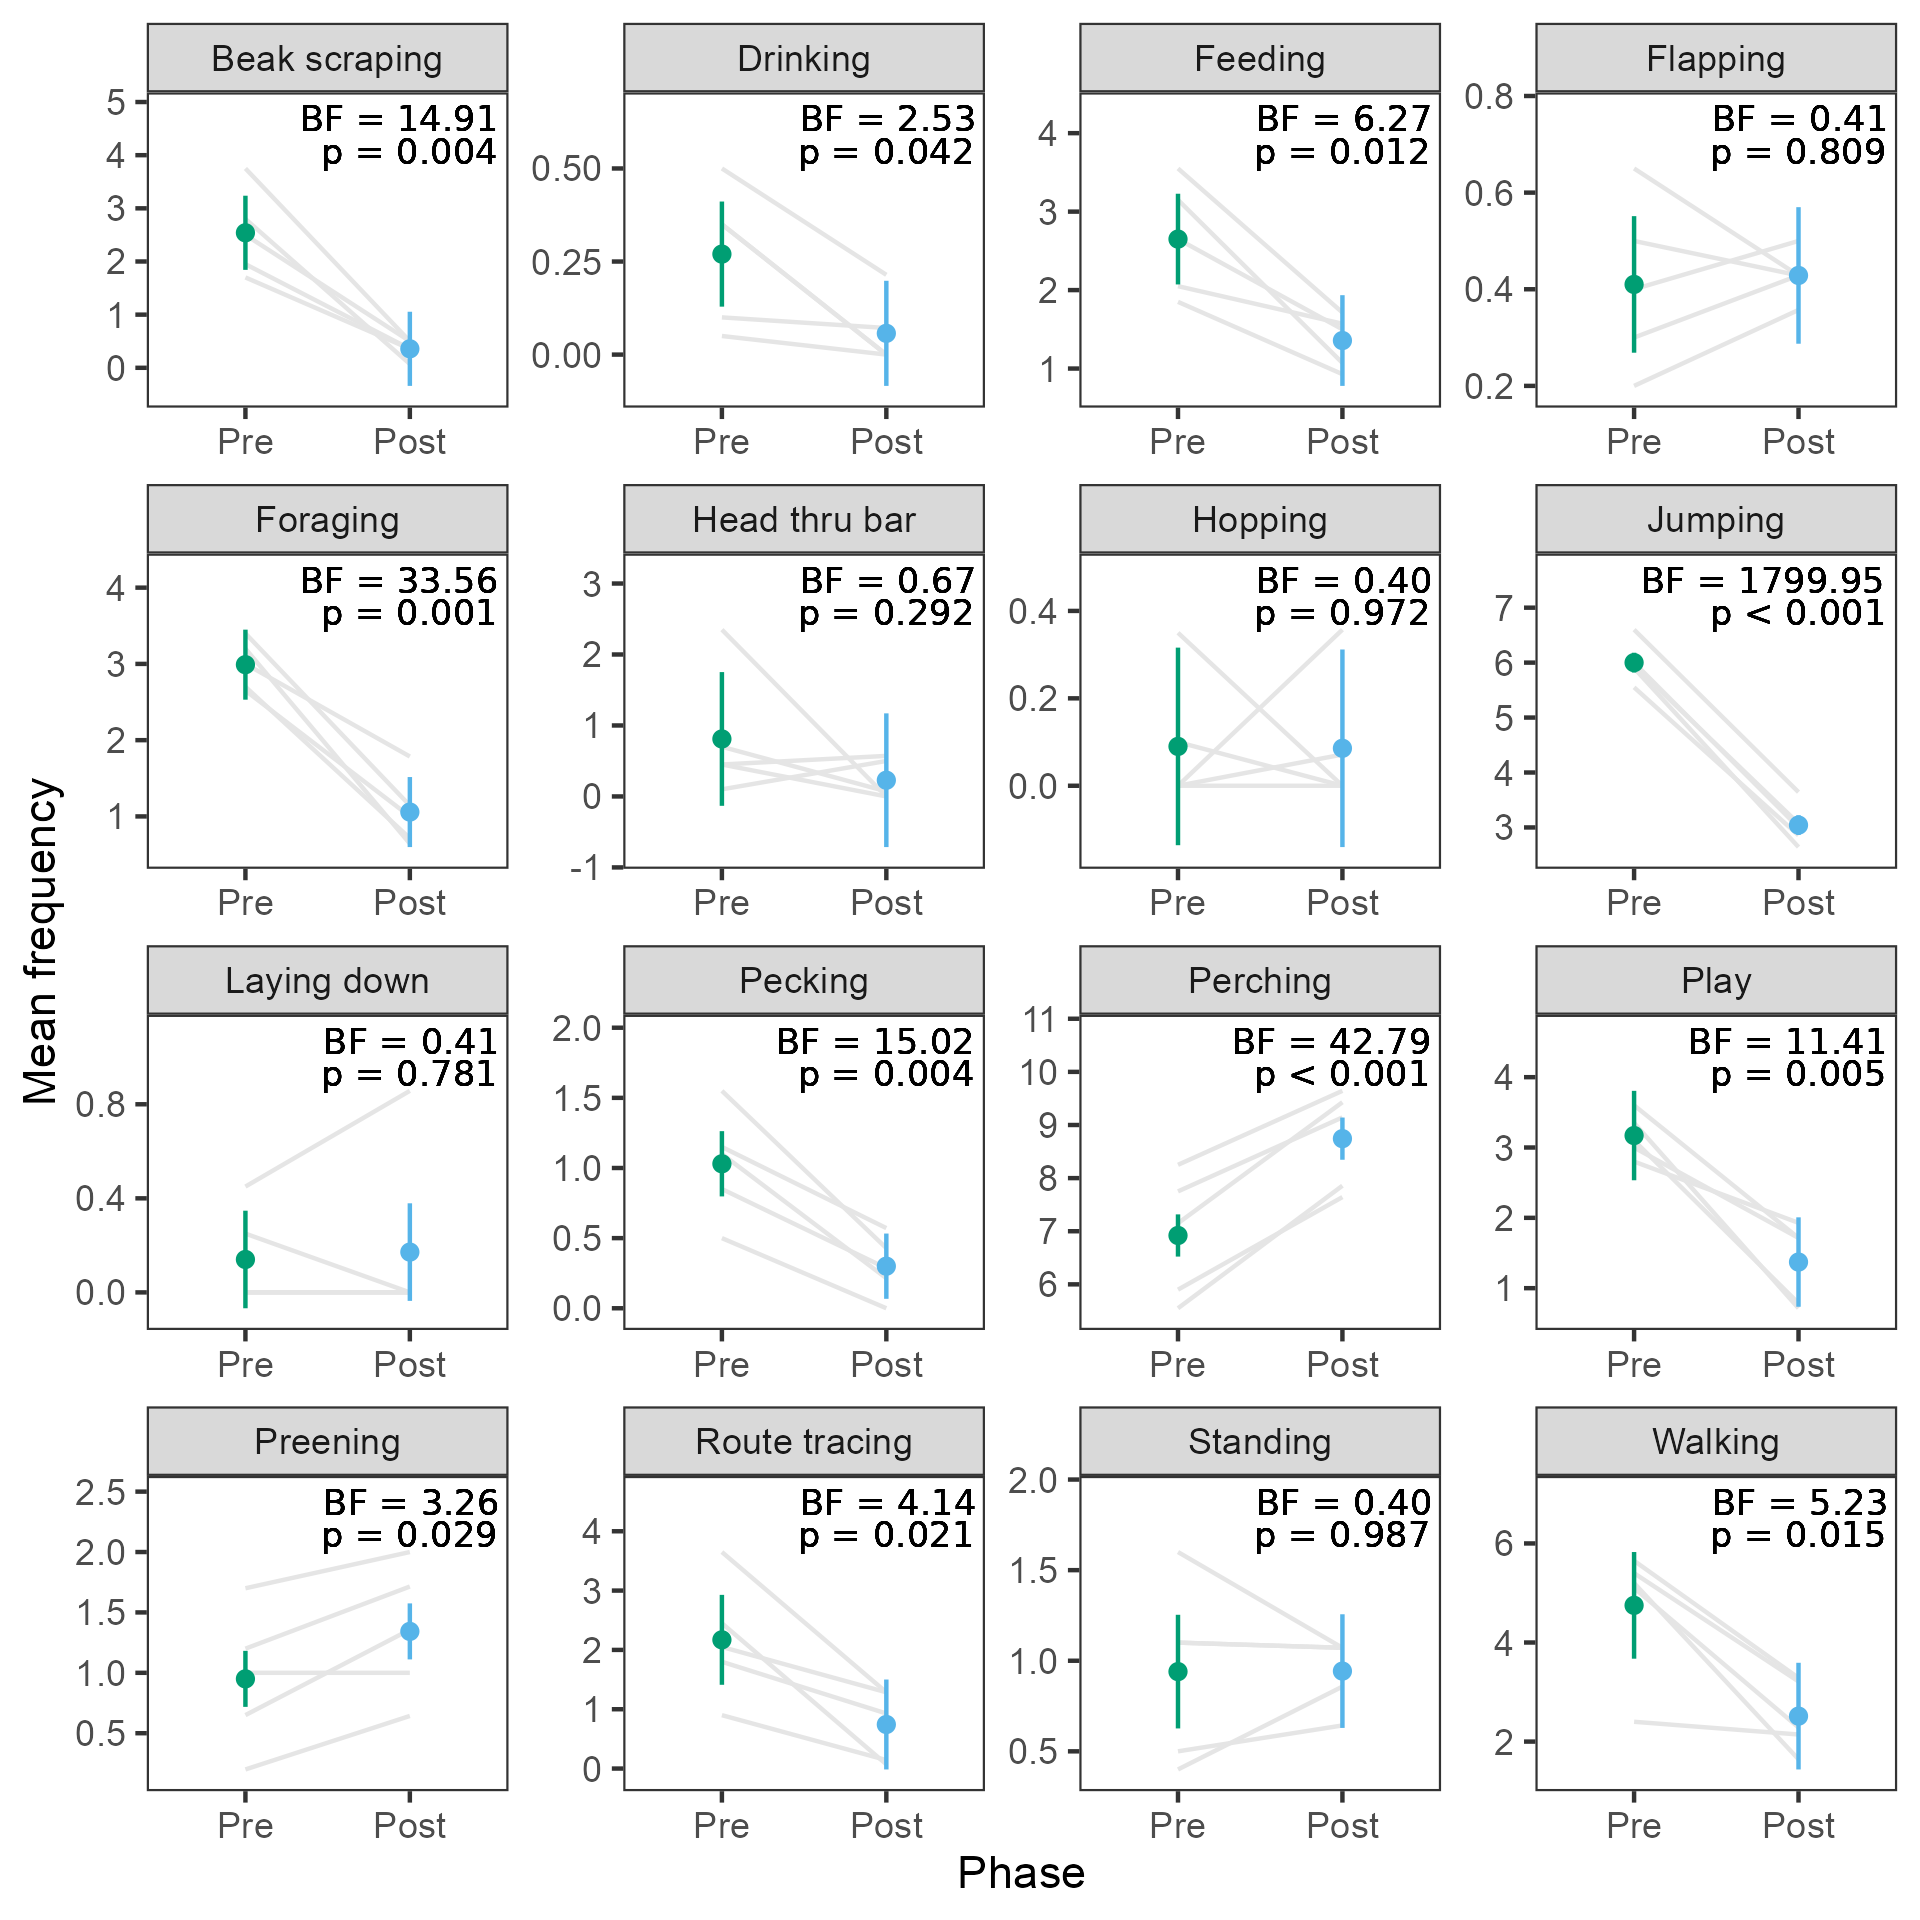 Mean frequency
Beak scraping
BF = 14.91
p = 0.004
5
4
3
2
1
0
Pre Post
Drinking
BF = 2.53
p = 0.042
0.50
0.25
0.00
Pre Post
Feeding
BF = 6.27
p = 0.012
4
3
2
1
Pre Post
Flapping
BF = 0.41
p = 0.809
0.8
0.6
0.4
0.2
Pre Post
Foraging
BF = 33.56
p = 0.001
4
3
2
1
Pre Post
Head thru bar
BF = 0.67
p = 0.292
3
2
1
0
-1
Pre Post
Hopping
BF = 0.40
p = 0.972
0.4
0.2
0.0
Pre Post
Jumping
BF = 1799.95
p < 0.001
7
6
5
4
3
Pre Post
Laying down
BF = 0.41
p = 0.781
0.8
0.4
0.0
Pre Post
Pecking
BF = 15.02
p = 0.004
2.0
1.5
1.0
0.5
0.0
Pre Post
Perching
BF = 42.79
p < 0.001
11
10
9
8
7
6
Pre Post
Play
BF = 11.41
p = 0.005
4
3
2
1
Pre Post
Preening
BF = 3.26
p = 0.029
2.5
2.0
1.5
1.0
0.5
Pre Post
Route tracing
BF = 4.14
p = 0.021
4
3
2
1
0
Pre Post
Standing
BF = 0.40
p = 0.987
2.0
1.5
1.0
0.5
Pre Post
Walking
BF = 5.23
p = 0.015
6
4
2
Pre Post
Phase